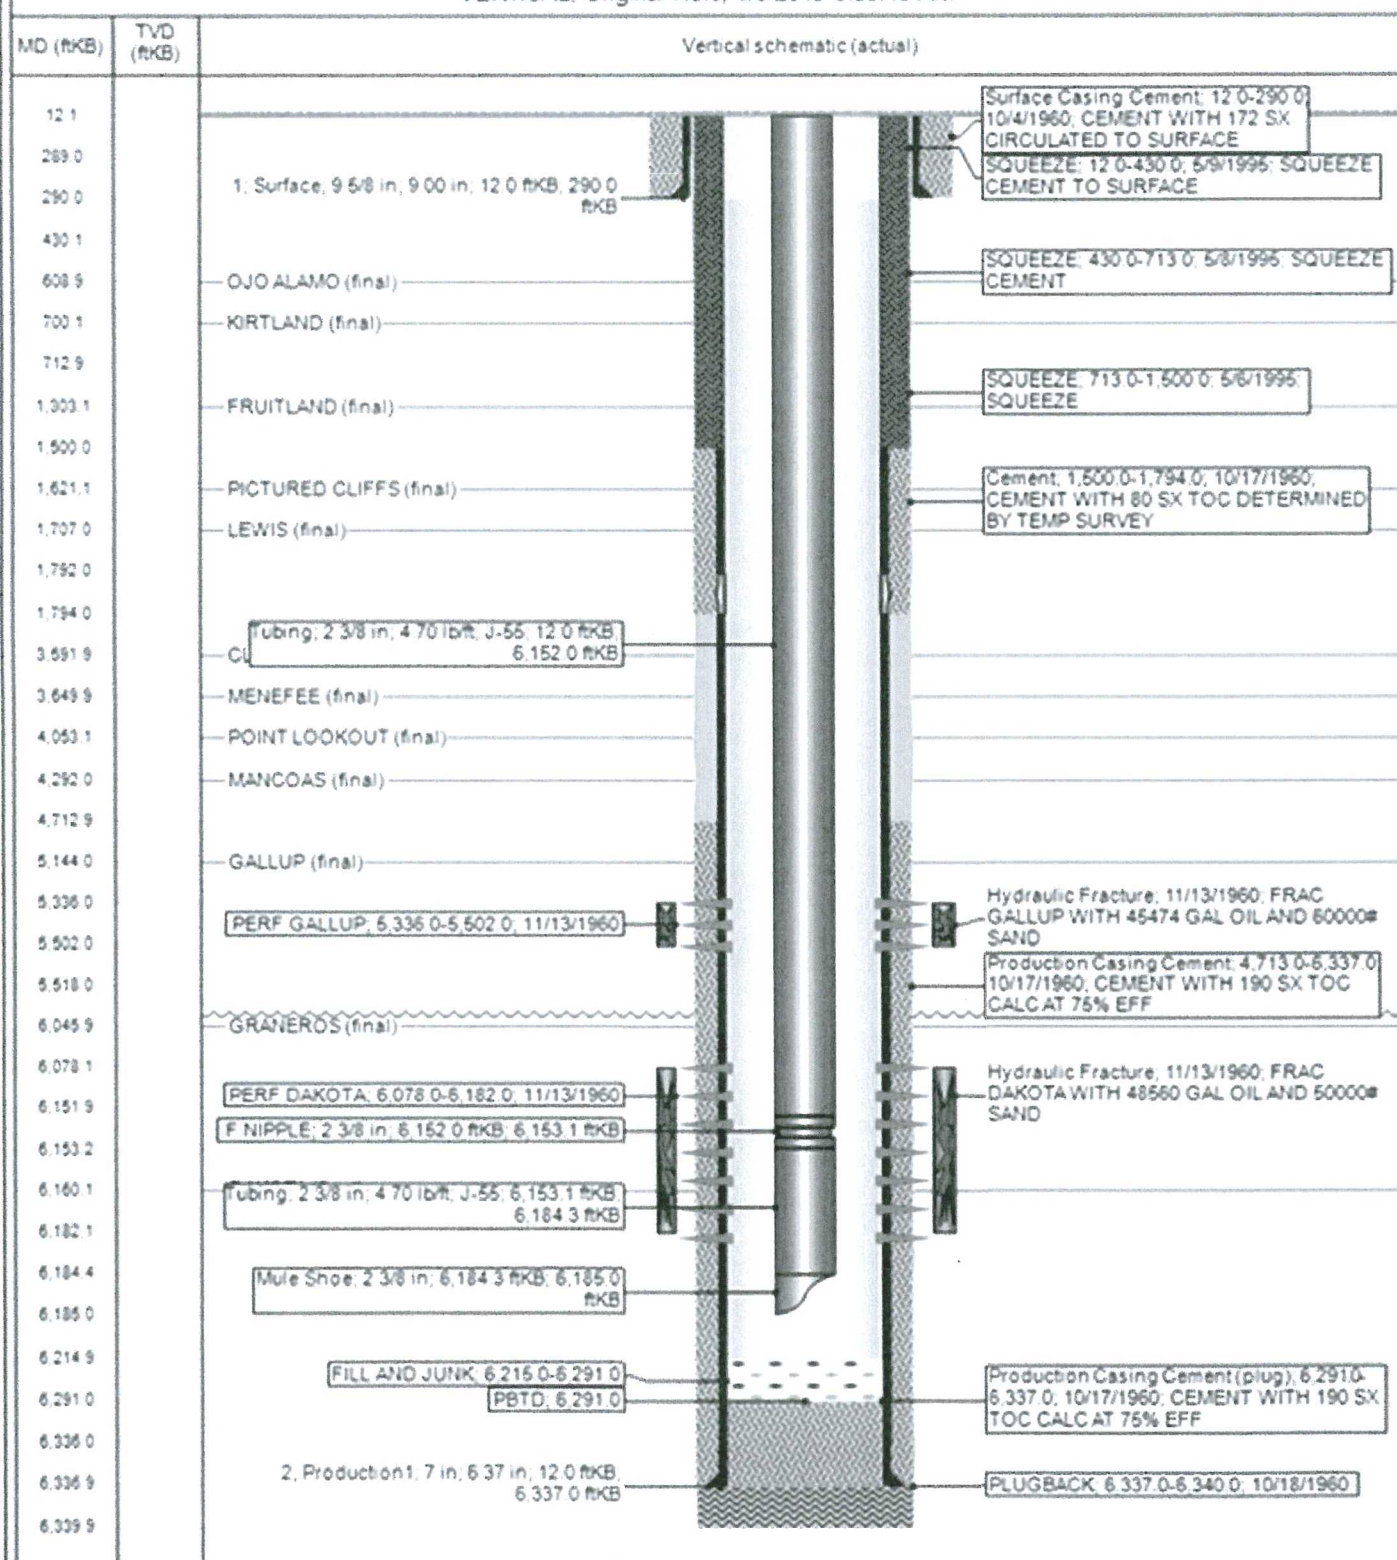 MD (ftKB)
TVD
(ftKB)
Vertical schematic (actual)
12.1
289.0
290.0
430.1
608.9
700.1
712.9
1,303.1
1,500.0
1,621.1
1,707.0
1,792.0
1,794.0
3,591.9
3,649.9
4,053.1
4,292.0
4,712.9
5,144.0
5,336.0
5,502.0
5,518.0
6,045.9
6,078.1
6,151.9
6,153.2
6,160.1
6,182.1
6,184.4
6,185.0
6,214.9
6,291.0
6,336.0
6,336.9
6,339.9
1; Surface; 9 5/8 in; 9.00 in; 12.0 ftKB; 290.0
ftKB
OJO ALAMO (final)
KIRTLAND (final)
FRUITLAND (final)
PICTURED CLIFFS (final)
LEWIS (final)
Tubing; 2 3/8 in; 4.70 lb/ft; J-55; 12.0 ftKB;
6,152.0 ftKB
MENEFEE (final)
POINT LOOKOUT (final)
MANCOAS (final)
GALLUP (final)
PERF GALLUP; 5,336.0-5,502.0; 11/13/1960
GRANEROS (final)
PERF DAKOTA; 6,078.0-6,182.0; 11/13/1960
F NIPPLE; 2 3/8 in; 6,152.0 ftKB; 6,153.1 ftKB
Tubing; 2 3/8 in; 4.70 lb/ft; J-55; 6,153.1 ftKB;
6,184.3 ftKB
Mule Shoe; 2 3/8 in; 6,184.3 ftKB; 6,185.0
ftKB
FILL AND JUNK; 6,215.0-6,291.0
PBTD; 6,291.0
2; Production1; 7 in; 6.37 in; 12.0 ftKB;
6,337.0 ftKB
Surface Casing Cement; 12.0-290.0;
10/4/1960; CEMENT WITH 172 SX
CIRCULATED TO SURFACE
SQUEEZE; 12.0-430.0; 5/9/1995; SQUEEZE
CEMENT TO SURFACE
SQUEEZE; 430.0-713.0; 5/8/1995; SQUEEZE
CEMENT
SQUEEZE; 713.0-1,500.0; 5/6/1995;
SQUEEZE
Cement; 1,500.0-1,794.0; 10/17/1960;
CEMENT WITH 80 SX TOC DETERMINED
BY TEMP SURVEY
Hydraulic Fracture; 11/13/1960; FRAC
GALLUP WITH 45474 GAL OIL AND 60000#
SAND
Production Casing Cement; 4,713.0-6,337.0;
10/17/1960; CEMENT WITH 190 SX TOC
CALC AT 75% EFF
Hydraulic Fracture; 11/13/1960; FRAC
DAKOTA WITH 48560 GAL OIL AND 50000#
SAND
Production Casing Cement (plug); 6,291.0-
6,337.0; 10/17/1960; CEMENT WITH 190 SX
TOC CALC AT 75% EFF
PLUGBACK; 6,337.0-6,340.0; 10/18/1960